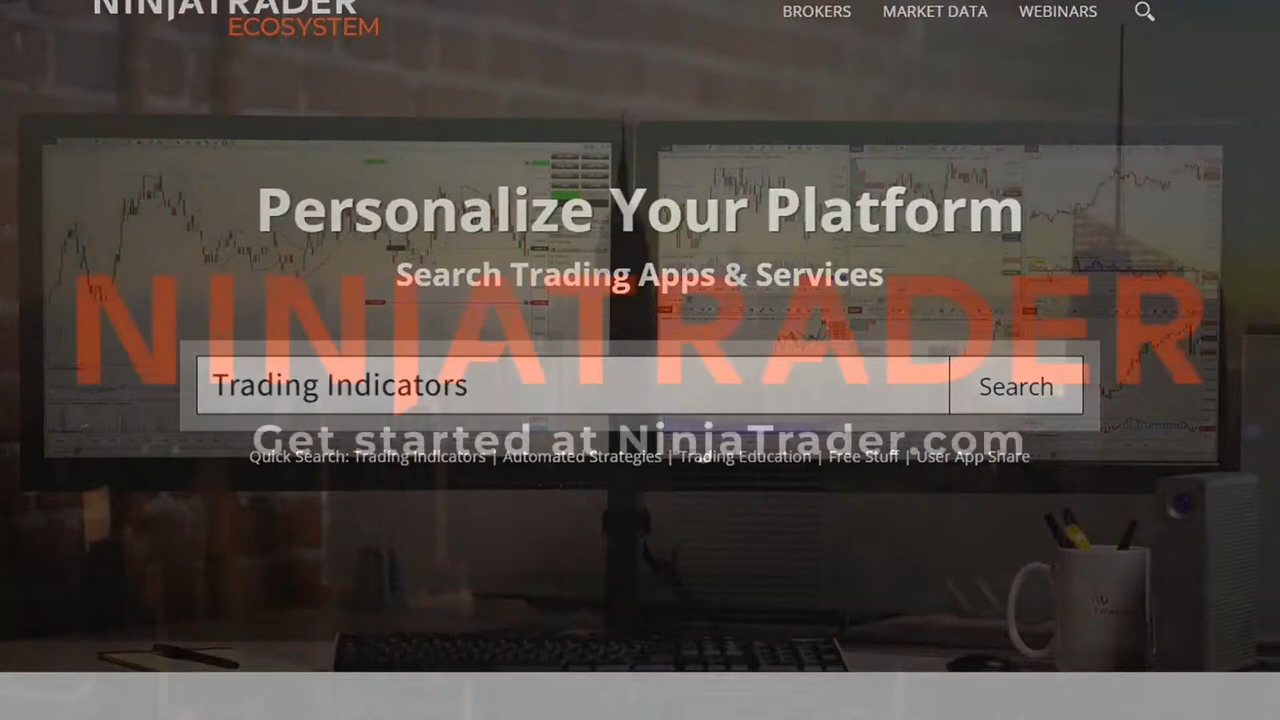 NINJATRADER
ECOSYSTEM
BROKERS MARKET DATA WEBINARS
Personalize Your Platform
Search Trading Apps & Services
NINJATRADER
Trading Indicators Search
Get started at NinjaTrader.com
Quick Search: Trading Indicators | Automated Strategies | Trading Education | Free Stuff | User App Share